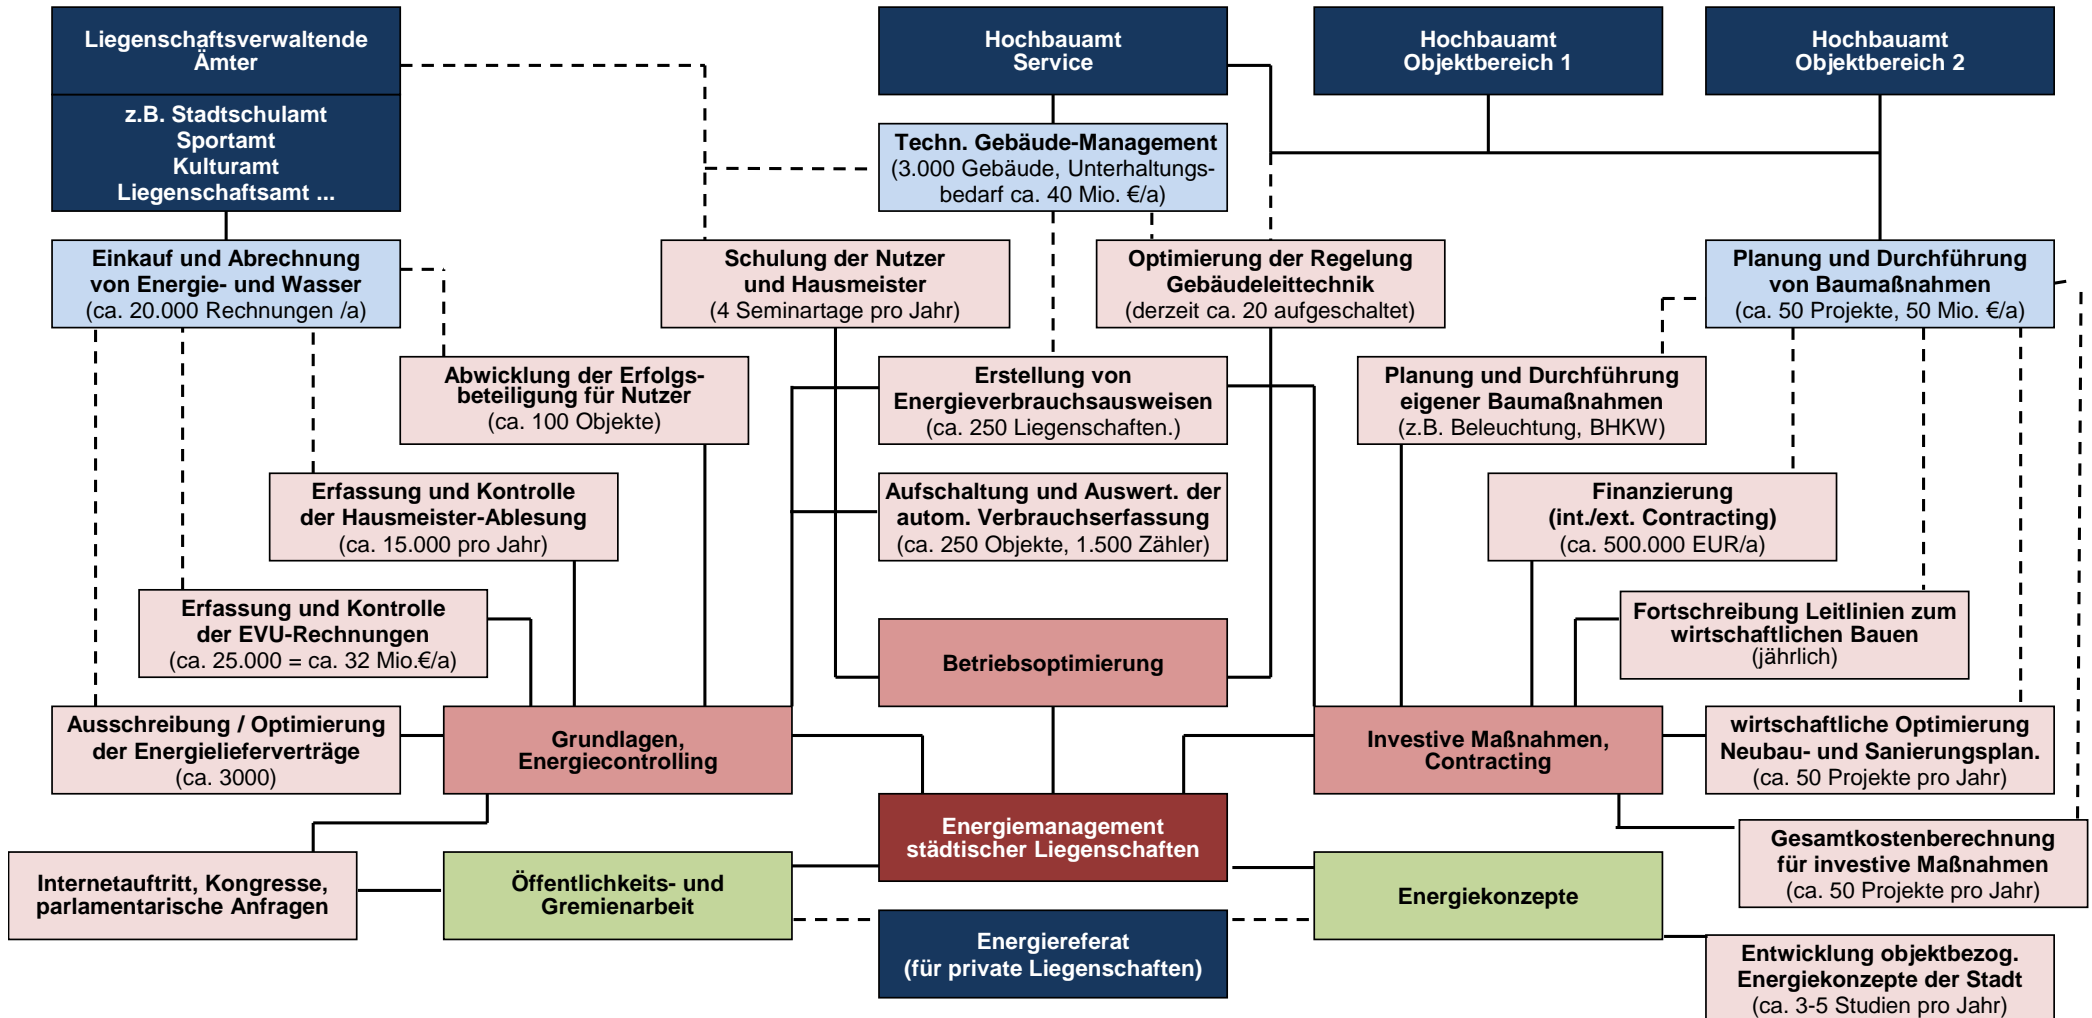 Liegenschaftsverwaltende
Ämter
z.B. Stadtschulamt
Sportamt
Kulturamt
Liegenschaftsamt ...
Hochbauamt
Service
Hochbauamt
Objektbereich 1
Hochbauamt
Objektbereich 2
Techn. Gebäude-Management
(3.000 Gebäude, Unterhaltungs-
bedarf ca. 40 Mio. €/a)
Einkauf und Abrechnung
von Energie- und Wasser
(ca. 20.000 Rechnungen /a)
Schulung der Nutzer
und Hausmeister
(4 Seminartage pro Jahr)
Optimierung der Regelung
Gebäudeleittechnik
(derzeit ca. 20 aufgeschaltet)
Planung und Durchführung
von Baumaßnahmen
(ca. 50 Projekte, 50 Mio. €/a)
Abwicklung der Erfolgs-
beteiligung für Nutzer
(ca. 100 Objekte)
Erstellung von
Energieverbrauchsausweisen
(ca. 250 Liegenschaften.)
Planung und Durchführung
eigener Baumaßnahmen
(z.B. Beleuchtung, BHKW)
Erfassung und Kontrolle
der Hausmeister-Ablesung
(ca. 15.000 pro Jahr)
Aufschaltung und Auswert. der
autom. Verbrauchserfassung
(ca. 250 Objekte, 1.500 Zähler)
Finanzierung
(int./ext. Contracting)
(ca. 500.000 EUR/a)
Erfassung und Kontrolle
der EVU-Rechnungen
(ca. 25.000 = ca. 32 Mio.€/a)
Betriebsoptimierung
Fortschreibung Leitlinien zum
wirtschaftlichen Bauen
(jährlich)
Ausschreibung / Optimierung
der Energielieferverträge
(ca. 3000)
Grundlagen,
Energiecontrolling
Investive Maßnahmen,
Contracting
wirtschaftliche Optimierung
Neubau- und Sanierungsplan.
(ca. 50 Projekte pro Jahr)
Energiemanagement
städtischer Liegenschaften
Gesamtkostenberechnung
für investive Maßnahmen
(ca. 50 Projekte pro Jahr)
Internetauftritt, Kongresse,
parlamentarische Anfragen
Öffentlichkeits- und
Gremienarbeit
Energiekonzepte
Energiereferat
(für private Liegenschaften)
Entwicklung objektbezog.
Energiekonzepte der Stadt
(ca. 3-5 Studien pro Jahr)